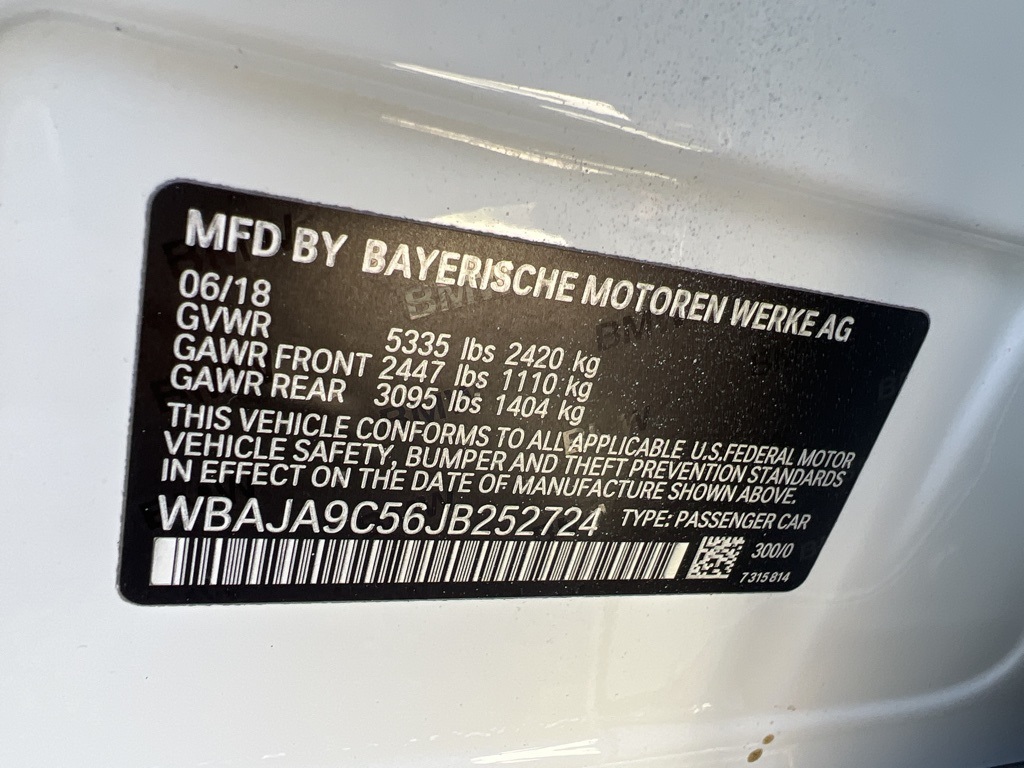 MFD BY BAYERISCHE MOTOREN WERKE AG
06/18
GVWR 5335 lbs 2420 kg
GAWR FRONT 2447 lbs 1110 kg
GAWR REAR 3095 lbs 1404 kg
THIS VEHICLE CONFORMS TO ALL APPLICABLE U.S.FEDERAL MOTOR
VEHICLE SAFETY, BUMPER AND THEFT PREVENTION STANDARDS
IN EFFECT ON THE DATE OF MANUFACTURE SHOWN ABOVE.
WBAJA9C56JB252724 TYPE: PASSENGER CAR
300/0
7315814